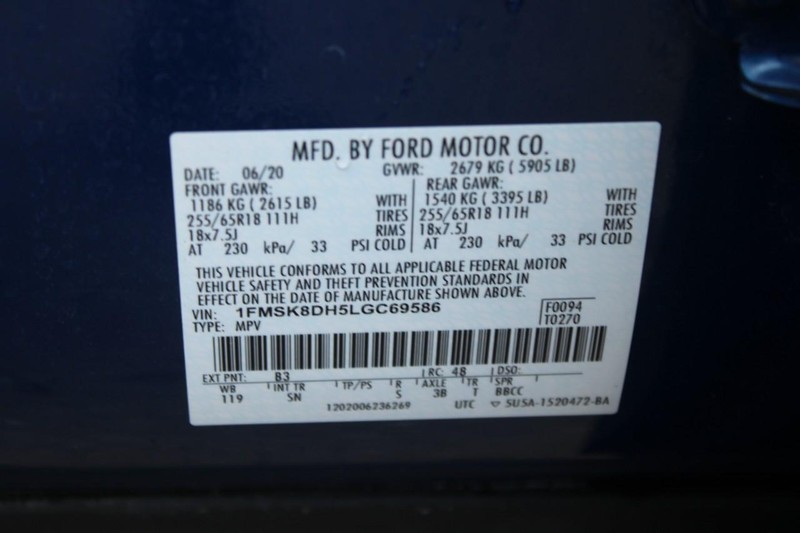 MFD. BY FORD MOTOR CO.
DATE: 06/20 GVWR: 2679 KG ( 5905 LB)
FRONT GAWR: REAR GAWR:
1186 KG ( 2615 LB) WITH 1540 KG ( 3395 LB) WITH
255/65R18 111H TIRES 255/65R18 111H TIRES
18x7.5J RIMS 18x7.5J RIMS
AT 230 kPa/ 33 PSI COLD AT 230 kPa/ 33 PSI COLD
THIS VEHICLE CONFORMS TO ALL APPLICABLE FEDERAL MOTOR
VEHICLE SAFETY AND THEFT PREVENTION STANDARDS IN
EFFECT ON THE DATE OF MANUFACTURE SHOWN ABOVE.
VIN: 1FMSK8DH5LGC69586 F0094
TYPE: MPV T0270
EXT PNT: B3 RC: 48 DSO:
WB INT TR TP/PS R AXLE TR SPR
119 SN S 3B T BBCC
1202006236269 UTC ▽ 5USA-1520472-BA